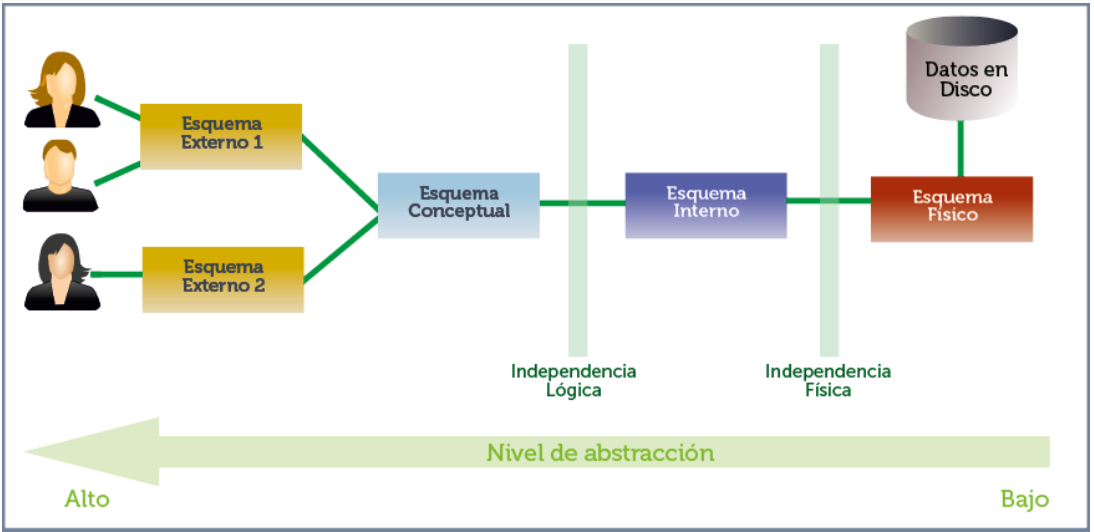 Datos en
Disco
Esquema
Externo 1
Esquema
Conceptual
Esquema
Interno
Esquema
Físico
Esquema
Externo 2
Independencia
Lógica
Independencia
Física
Nivel de abstracción
Alto
Bajo